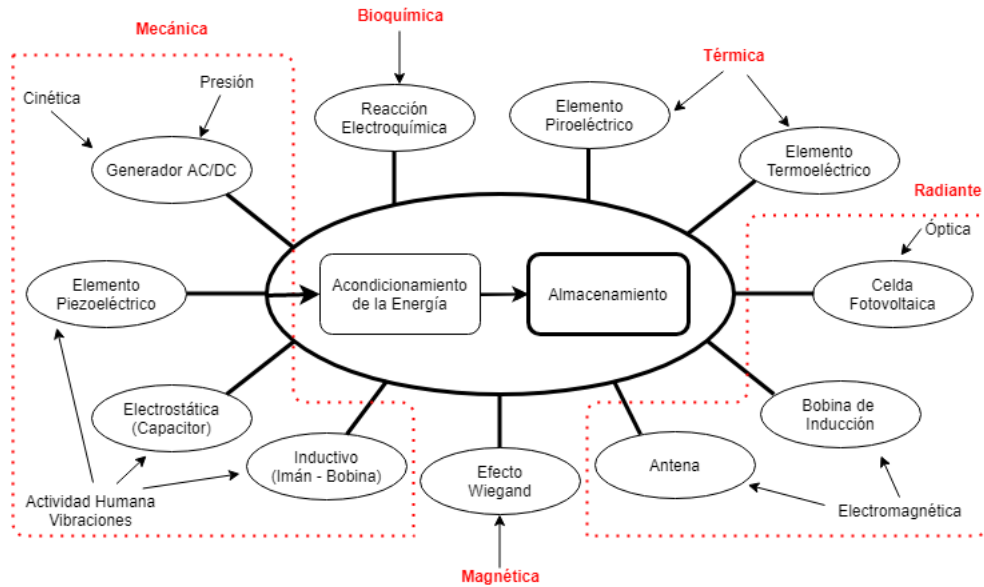 Bioquímica
Mecánica
Térmica
Presión
Cinética
Reacción
Electroquímica
Elemento
Piroeléctrico
Generador AC/DC
Elemento
Termoeléctrico
Radiante
Óptica
Elemento
Piezoeléctrico
Acondicionamiento
de la Energía
Almacenamiento
Celda
Fotovoltaica
Electrostática
(Capacitor)
Bobina de
Inducción
Inductivo
(Imán - Bobina)
Efecto
Wiegand
Antena
Actividad Humana
Vibraciones
Electromagnética
Magnética